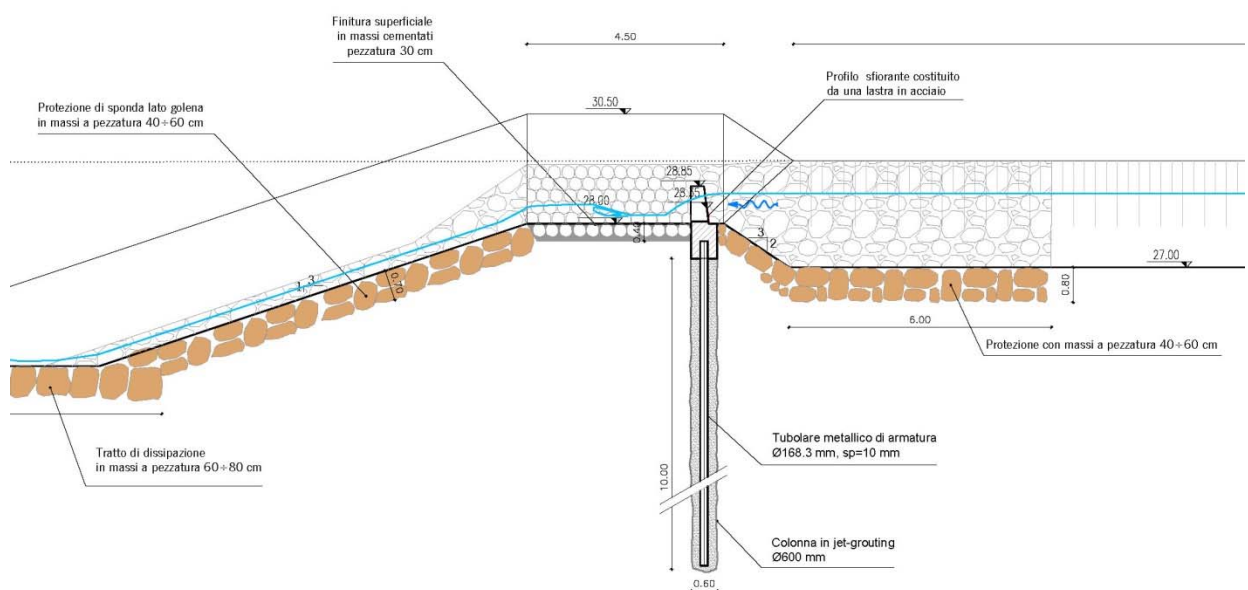 Finitura superficiale
in massi cementati
pezzatura 30 cm
4.50
Protezione di sponda lato golena
in massi a pezzatura 40÷60 cm
30.50
Profilo sfiorante costituito
da una lastra in acciaio
28.85
28.00
0.40
3
2
27.00
1
3
0.70
0.80
6.00
Protezione con massi a pezzatura 40÷60 cm
Tratto di dissipazione
in massi a pezzatura 60÷80 cm
Tubolare metallico di armatura
Ø168.3 mm, sp=10 mm
10.00
Colonna in jet-grouting
Ø600 mm
0.60